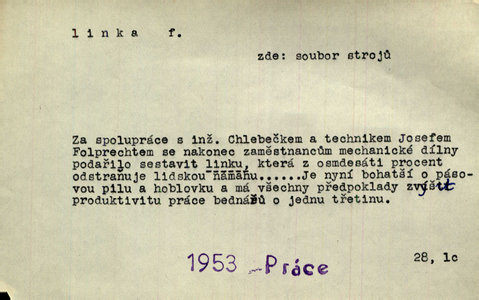 linka f.
zde: soubor strojů
Za spolupráce s inž. Chlebečkem a technikem Josefem
Folprechtem se nakonec zaměstnancům mechanické dílny
podařilo sestavit linku, která z osmdesáti procent
odstraňuje lidskou námahu......Je nyní bohatší o páso-
vou pilu a hoblovku a má všechny předpoklady zvýšit
produktivitu práce bednářů o jednu třetinu.
1953 - Práce
28, 1c